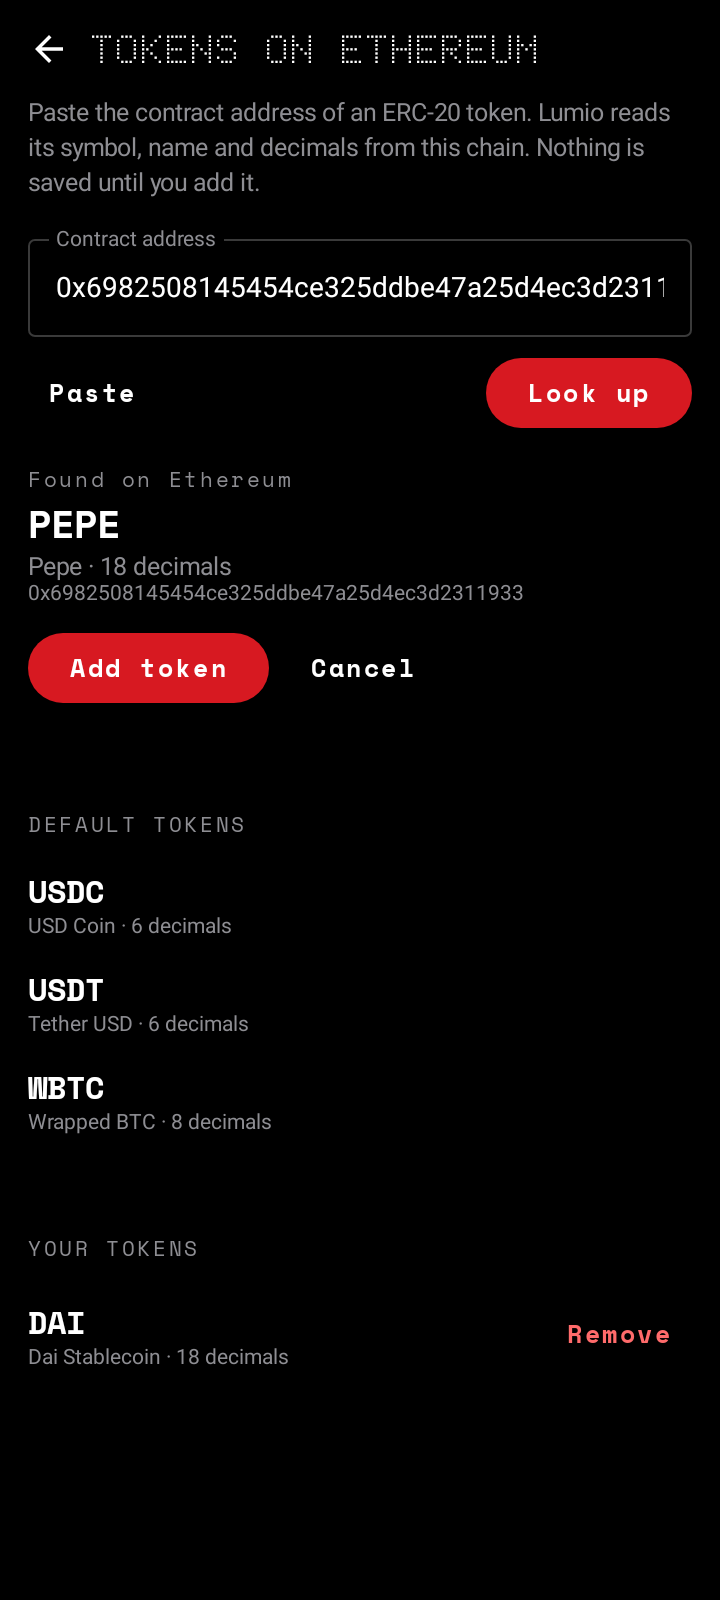 TOKENS ON ETHEREUM
Paste the contract address of an ERC-20 token. Lumio reads
its symbol, name and decimals from this chain. Nothing is
saved until you add it.
Contract address
0x6982508145454ce325ddbe47a25d4ec3d2311
Paste
Look up
Found on Ethereum
PEPE
Pepe · 18 decimals
0x6982508145454ce325ddbe47a25d4ec3d2311933
Add token
Cancel
DEFAULT TOKENS
USDC
USD Coin · 6 decimals
USDT
Tether USD · 6 decimals
WBTC
Wrapped BTC · 8 decimals
YOUR TOKENS
DAI
Dai Stablecoin · 18 decimals
Remove